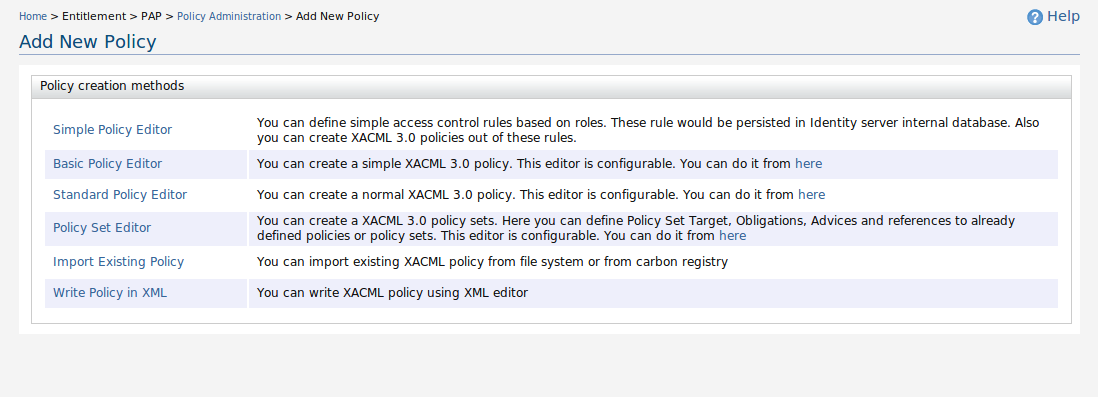 Home > Entitlement > PAP > Policy Administration > Add New Policy
Help
Add New Policy
Policy creation methods
Simple Policy Editor
You can define simple access control rules based on roles. These rule would be persisted in Identity server internal database. Also
you can create XACML 3.0 policies out of these rules.
Basic Policy Editor
You can create a simple XACML 3.0 policy. This editor is configurable. You can do it from here
Standard Policy Editor
You can create a normal XACML 3.0 policy. This editor is configurable. You can do it from here
Policy Set Editor
You can create a XACML 3.0 policy sets. Here you can define Policy Set Target, Obligations, Advices and references to already
defined policies or policy sets. This editor is configurable. You can do it from here
Import Existing Policy
You can import existing XACML policy from file system or from carbon registry
Write Policy in XML
You can write XACML policy using XML editor